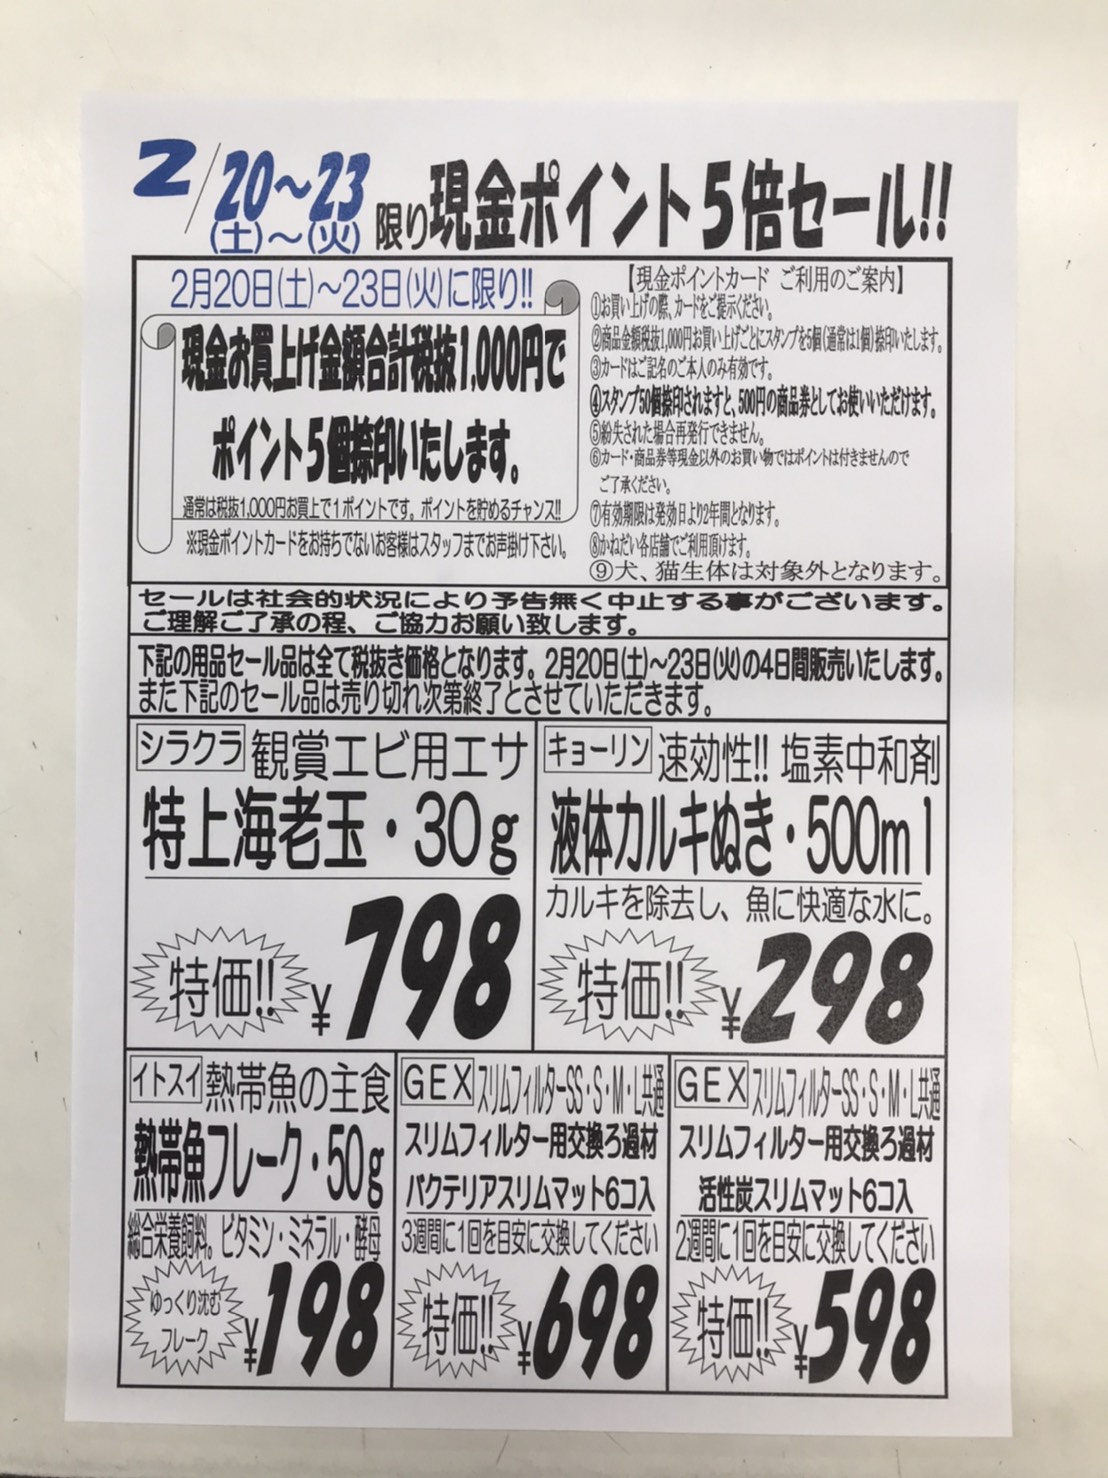 2/20～23限り現金ポイント5倍セール!!
(土)～(火)
2月20日(土)～23日(火)に限り!!
現金お買上げ金額合計税抜1,000円で
ポイント5個捺印いたします。
通常は税抜1,000円お買上で1ポイントです。ポイントを貯めるチャンス!!
※現金ポイントカードをお持ちでないお客様はスタッフまでお声掛け下さい。
【現金ポイントカード ご利用のご案内】
①お買い上げの際、カードをご提示ください。
②商品金額税抜1,000円お買い上げごとにスタンプを5個(通常は1個)捺印いたします。
③カードはご記名のご本人のみ有効です。
④スタンプ50個捺印されますと、500円の商品券としてお使いいただけます。
⑤紛失された場合再発行できません。
⑥カード・商品券等現金以外のお買い物ではポイントは付きませんので
ご了承ください。
⑦有効期限は発効日より2年間となります。
⑧かねだい各店舗でご利用頂けます。
⑨犬、猫生体は対象外となります。
セールは社会的状況により予告無く中止する事がございます。
ご理解ご了承の程、ご協力お願い致します。
下記の用品セール品は全て税抜き価格となります。2月20日(土)～23日(火)の4日間販売いたします。
また下記のセール品は売り切れ次第終了とさせていただきます。
シラクラ 観賞エビ用エサ
特上海老玉・30g
特価!! ¥798
キョーリン 速効性!! 塩素中和剤
液体カルキぬき・500ml
カルキを除去し、魚に快適な水に。
特価!! ¥298
イトスイ 熱帯魚の主食
熱帯魚フレーク・50g
総合栄養飼料。ビタミン・ミネラル・酵母
ゆっくり沈む
フレーク
¥198
GEX スリムフィルターSS・S・M・L共通
スリムフィルター用交換ろ過材
バクテリアスリムマット6コ入
3週間に1回を目安に交換してください
特価!! ¥698
GEX スリムフィルターSS・S・M・L共通
スリムフィルター用交換ろ過材
活性炭スリムマット6コ入
2週間に1回を目安に交換してください
特価!! ¥598